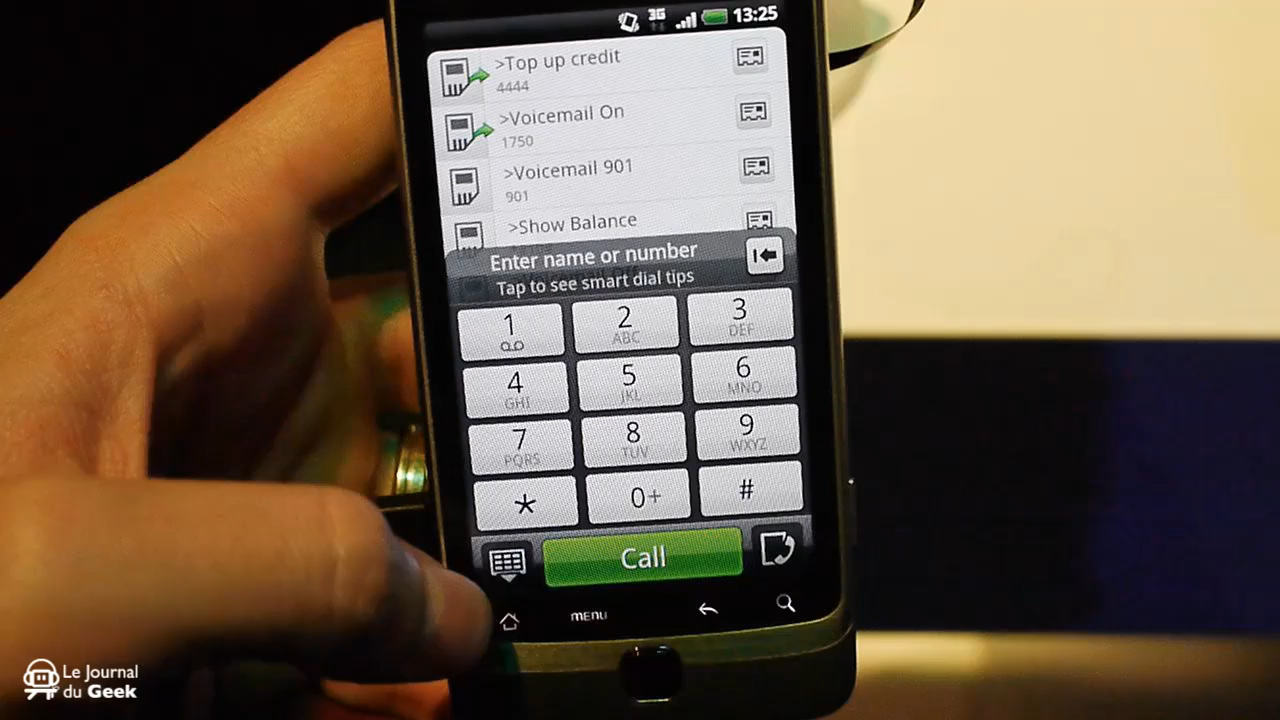 3G 13:25
>Top up credit
4444
>Voicemail On
1750
>Voicemail 901
901
>Show Balance
Enter name or number
Tap to see smart dial tips
1 2 ABC 3 DEF
4 GHI 5 JKL 6 MNO
7 PQRS 8 TUV 9 WXYZ
* 0+ #
Call
MENU
Le Journal
du Geek